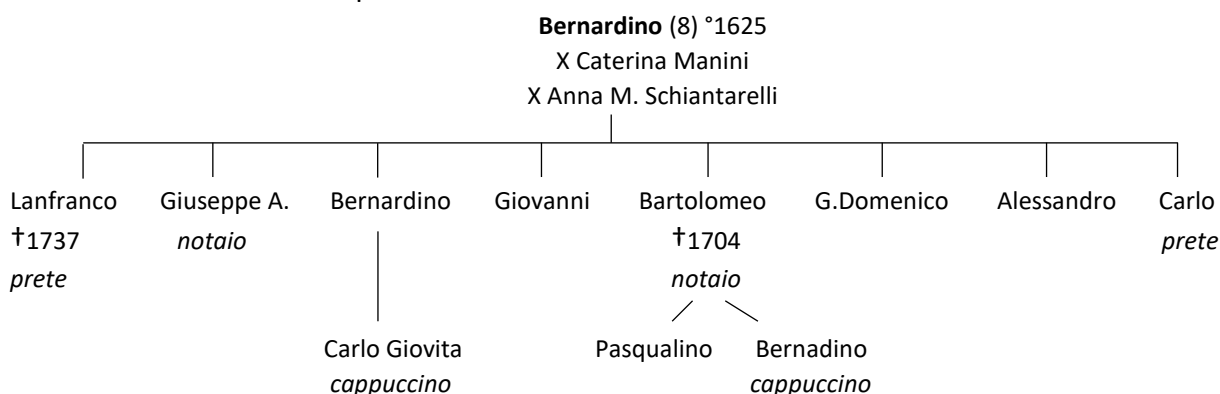 Bernardino (8) °1625
X Caterina Manini
X Anna M. Schiantarelli
Lanfranco Giuseppe A. Bernardino Giovanni Bartolomeo G.Domenico Alessandro Carlo
†1737 notaio †1704 prete
prete notaio
Carlo Giovita Pasqualino Bernadino
cappuccino cappuccino